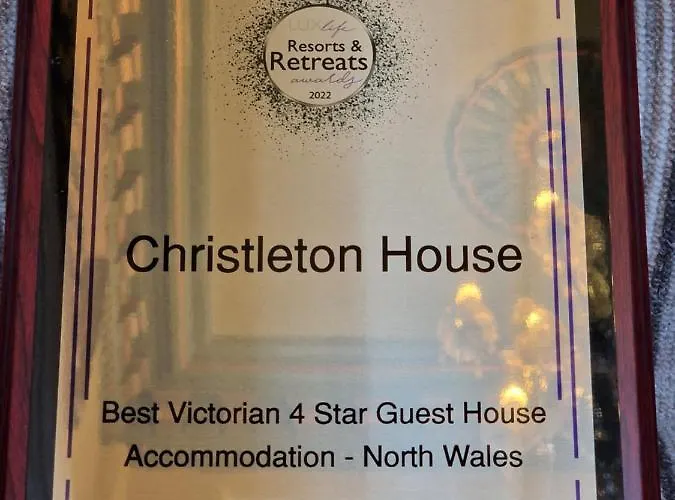 LUXlife
Resorts &
Retreats
awards
2022
Christleton House
Best Victorian 4 Star Guest House
Accommodation - North Wales